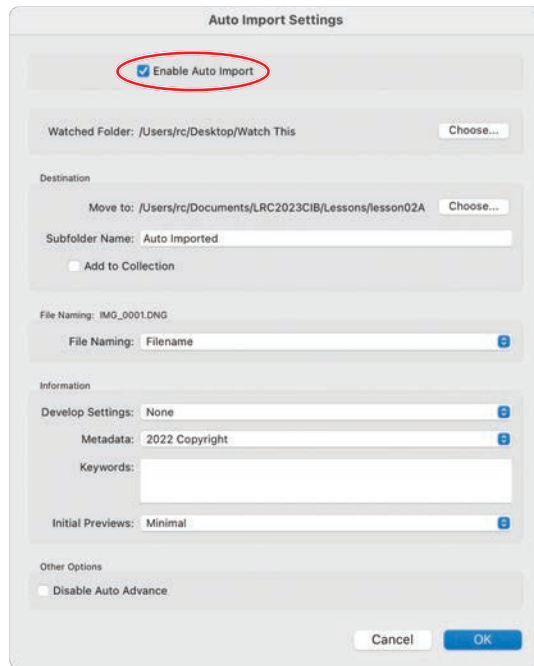 Auto Import Settings
Enable Auto Import
Watched Folder: /Users/rc/Desktop/Watch This Choose...
Destination
Move to: /Users/rc/Documents/LRC2023CIB/Lessons/lesson02A Choose...
Subfolder Name: Auto Imported
Add to Collection
File Naming: IMG_0001.DNG
File Naming: Filename
Information
Develop Settings: None
Metadata: 2022 Copyright
Keywords:
Initial Previews: Minimal
Other Options
Disable Auto Advance
Cancel OK